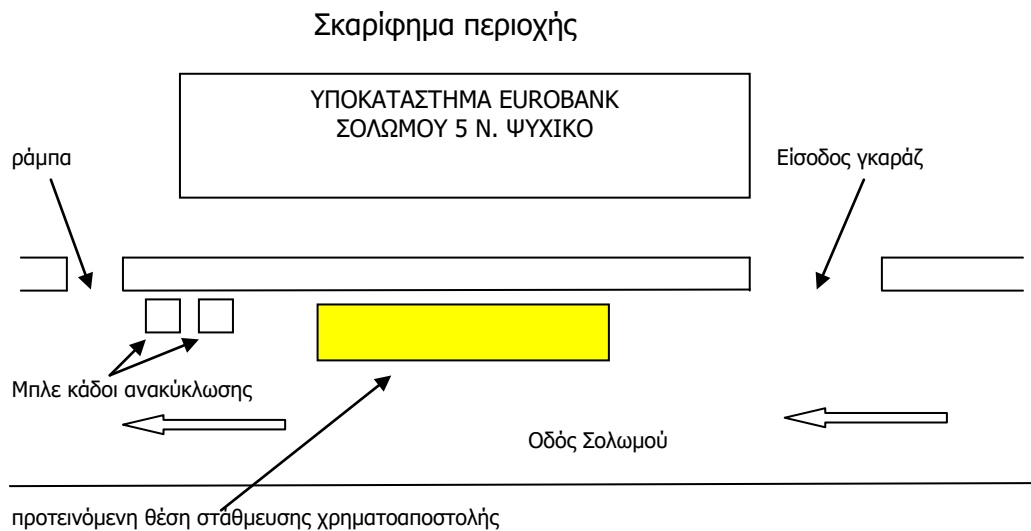 Σκαρίφημα περιοχής
ΥΠΟΚΑΤΑΣΤΗΜΑ EUROBANK
ΣΟΛΩΜΟΥ 5 Ν. ΨΥΧΙΚΟ
ράμπα
Είσοδος γκαράζ
Μπλε κάδοι ανακύκλωσης
Οδός Σολωμού
προτεινόμενη θέση στάθμευσης χρηματοαποστολής